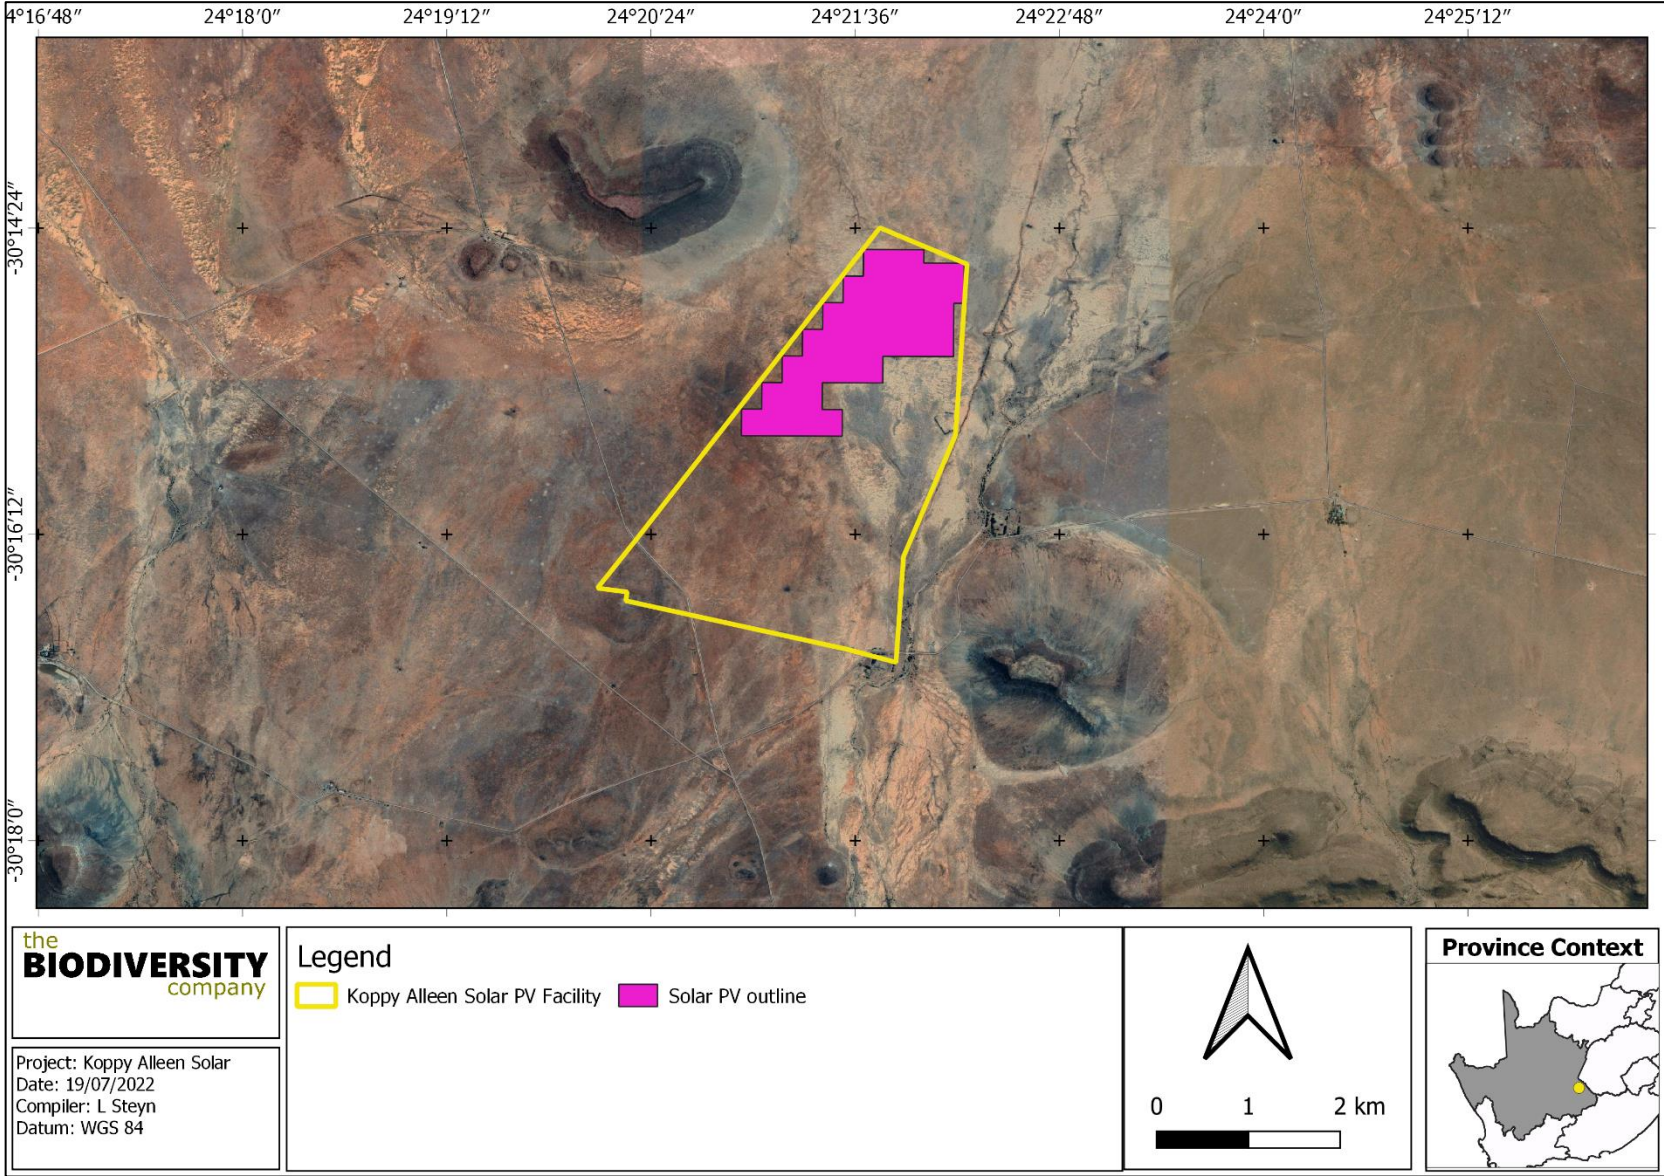 4°16′48″ 24°18′0″ 24°19′12″ 24°20′24″ 24°21′36″ 24°22′48″ 24°24′0″ 24°25′12″
-30°14′24″
-30°16′12″
-30°18′0″
the
BIODIVERSITY
company
Project: Koppy Alleen Solar
Date: 19/07/2022
Compiler: L Steyn
Datum: WGS 84
Legend
Koppy Alleen Solar PV Facility Solar PV outline
0 1 2 km
Province Context